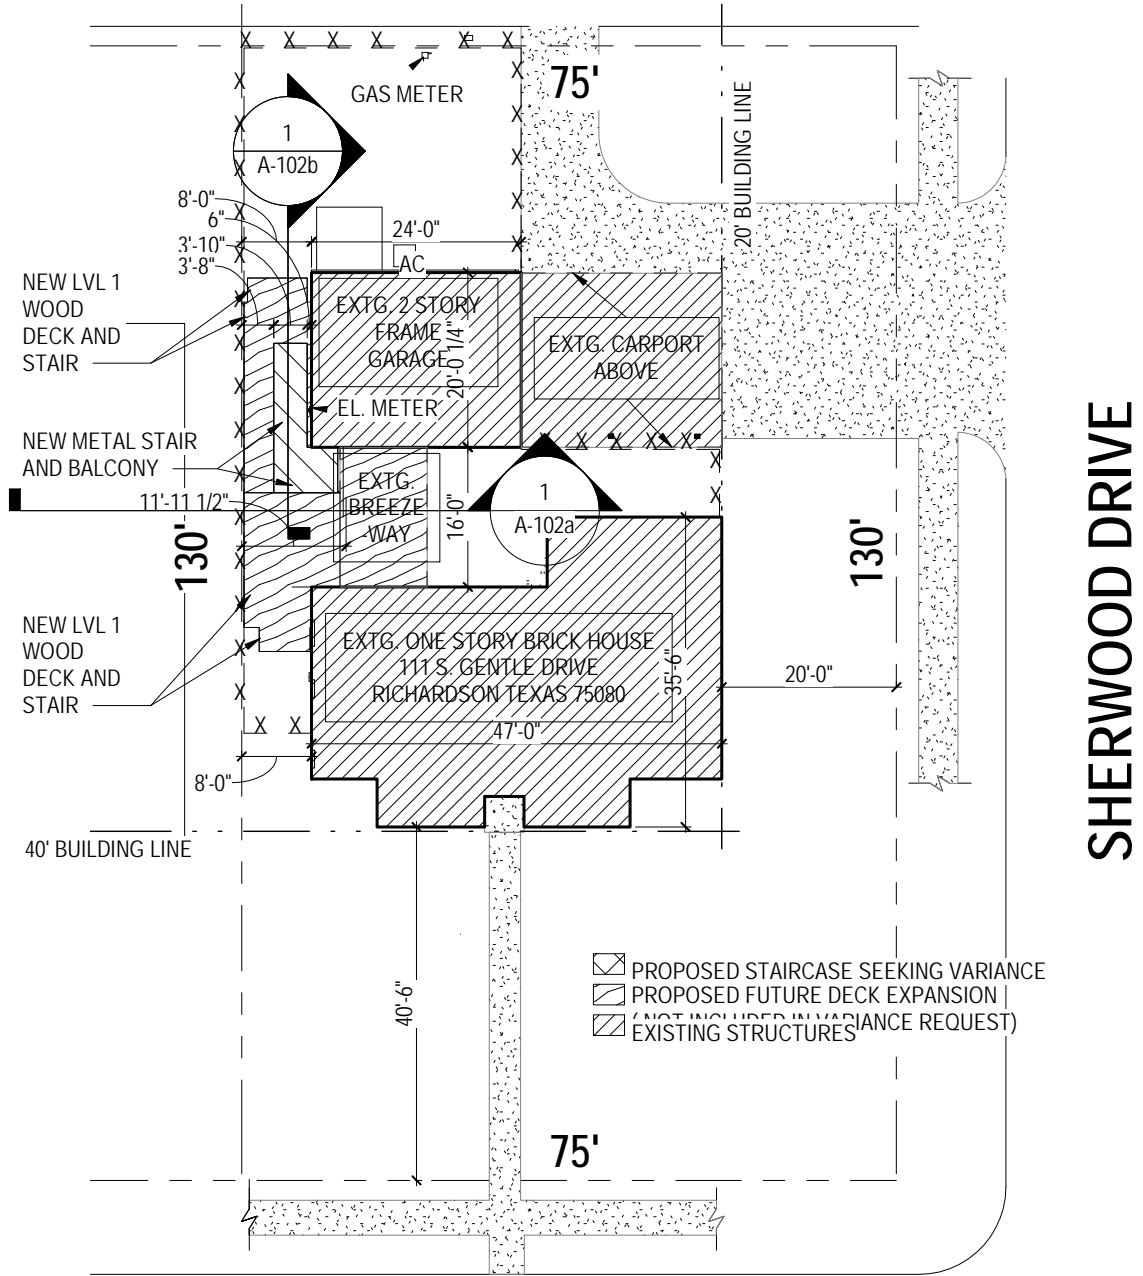 75'
GAS METER
20' BUILDING LINE
1
A-102b
8'-0"
6"
3'-10"
3'-8"
24'-0"
AC
NEW LVL 1
WOOD
DECK AND
STAIR
EXTG. 2 STORY
FRAME
GARAGE
20'-0 1/4"
EXTG. CARPORT
ABOVE
EL. METER
NEW METAL STAIR
AND BALCONY
11'-11 1/2"
EXTG.
BREEZE
-WAY
16'-0"
1
A-102a
130'
130'
SHERWOOD DRIVE
NEW LVL 1
WOOD
DECK AND
STAIR
EXTG. ONE STORY BRICK HOUSE
111 S. GENTLE DRIVE
RICHARDSON TEXAS 75080
35'-6"
20'-0"
47'-0"
8'-0"
40' BUILDING LINE
40'-6"
PROPOSED STAIRCASE SEEKING VARIANCE
PROPOSED FUTURE DECK EXPANSION
( NOT INCLUDED IN VARIANCE REQUEST)
EXISTING STRUCTURES
75'